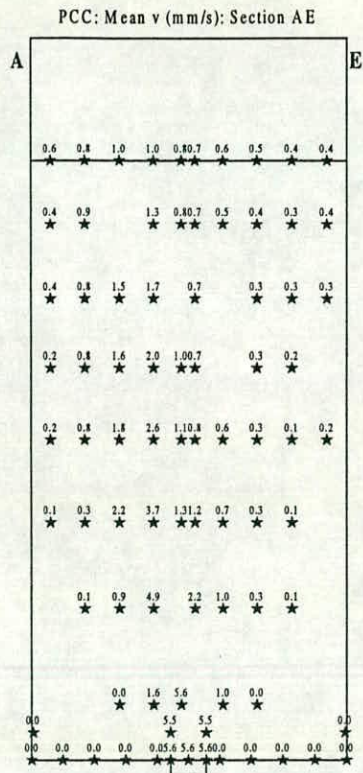 PCC: Mean v (mm/s): Section AE
A E
0.6 0.8 1.0 1.0 0.8 0.7 0.6 0.5 0.4 0.4
0.4 0.9 1.3 0.8 0.7 0.5 0.4 0.3 0.4
0.4 0.8 1.5 1.7 0.7 0.3 0.3 0.3
0.2 0.8 1.6 2.0 1.0 0.7 0.3 0.2
0.2 0.8 1.8 2.6 1.1 0.8 0.6 0.3 0.1 0.2
0.1 0.3 2.2 3.7 1.3 1.2 0.7 0.3 0.1
0.1 0.9 4.9 2.2 1.0 0.3 0.1
0.0 1.6 5.6 1.0 0.0
0.0 5.5 5.5 0.0
0.0 0.0 0.0 0.0 0.0 5.6 5.6 5.6 0.0 0.0 0.0 0.0 0.0